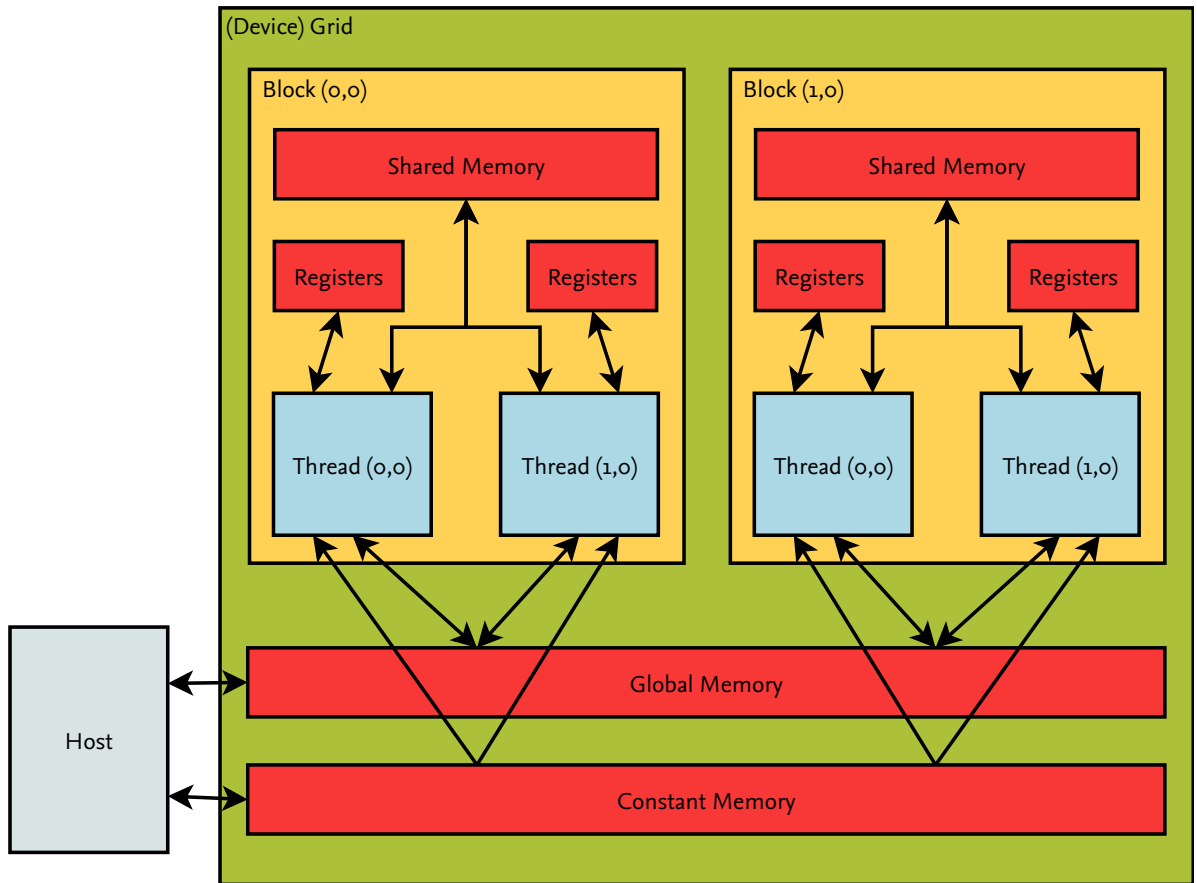 (Device) Grid
Block (0,0)
Block (1,0)
Shared Memory
Shared Memory
Registers
Registers
Registers
Registers
Thread (0,0)
Thread (1,0)
Thread (0,0)
Thread (1,0)
Global Memory
Host
Constant Memory